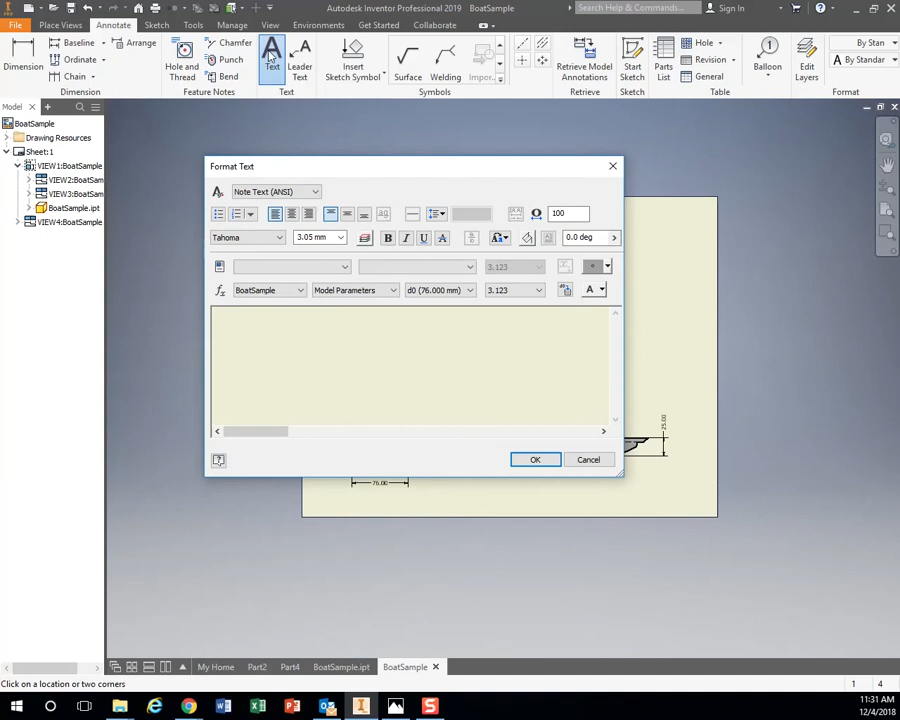 Autodesk Inventor Professional 2019 BoatSample
Search Help & Commands...
Sign In
File Place Views Annotate Sketch Tools Manage View Environments Get Started Collaborate
Dimension
Baseline
Arrange
Ordinate
Chain
Dimension
Hole and Thread
Chamfer
Punch
Bend
Feature Notes
Text
Leader Text
Text
Insert Sketch Symbol
Surface
Welding
Impor...
Symbols
Retrieve Model Annotations
Retrieve
Start Sketch
Sketch
Parts List
Hole
Revision
General
Table
Balloon
Edit Layers
By Stan
By Standar
Format
Model
BoatSample
Drawing Resources
Sheet:1
VIEW1:BoatSample
VIEW2:BoatSam
VIEW3:BoatSam
BoatSample.ipt
VIEW4:BoatSample
Format Text
Note Text (ANSI)
100
Tahoma
3.05 mm
B I U A
0.0 deg
3.123
BoatSample
Model Parameters
d0 (76.000 mm)
3.123
A
OK
Cancel
25.00
76.00
My Home Part2 Part4 BoatSample.ipt BoatSample
Click on a location or two corners
1 4
11:31 AM
12/4/2018